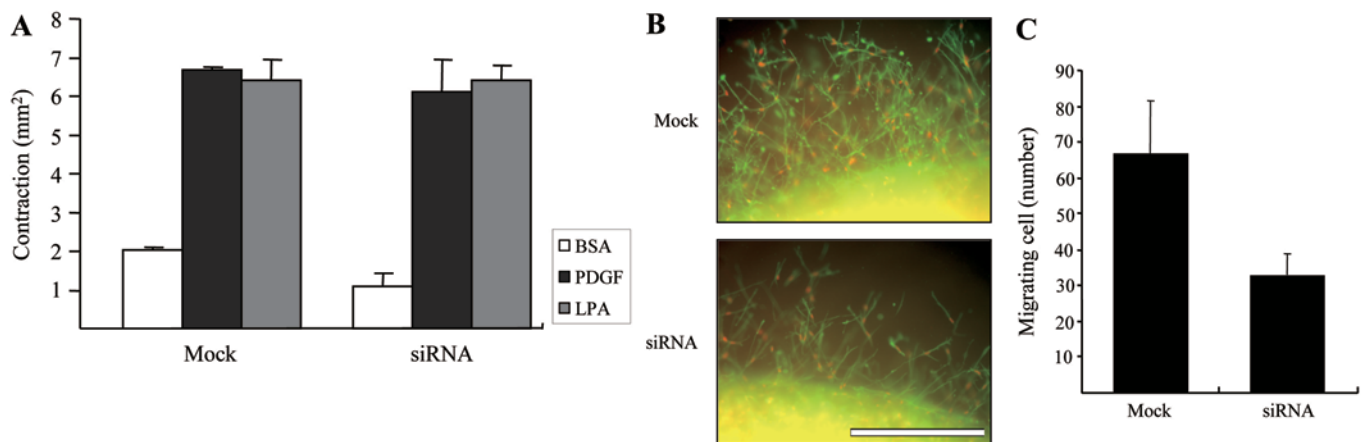 A
Contraction (mm²)
8
7
6
5
4
3
2
1
Mock
siRNA
BSA
PDGF
LPA
B
Mock
siRNA
C
Migrating cell (number)
90
80
70
60
50
40
30
20
10
Mock
siRNA